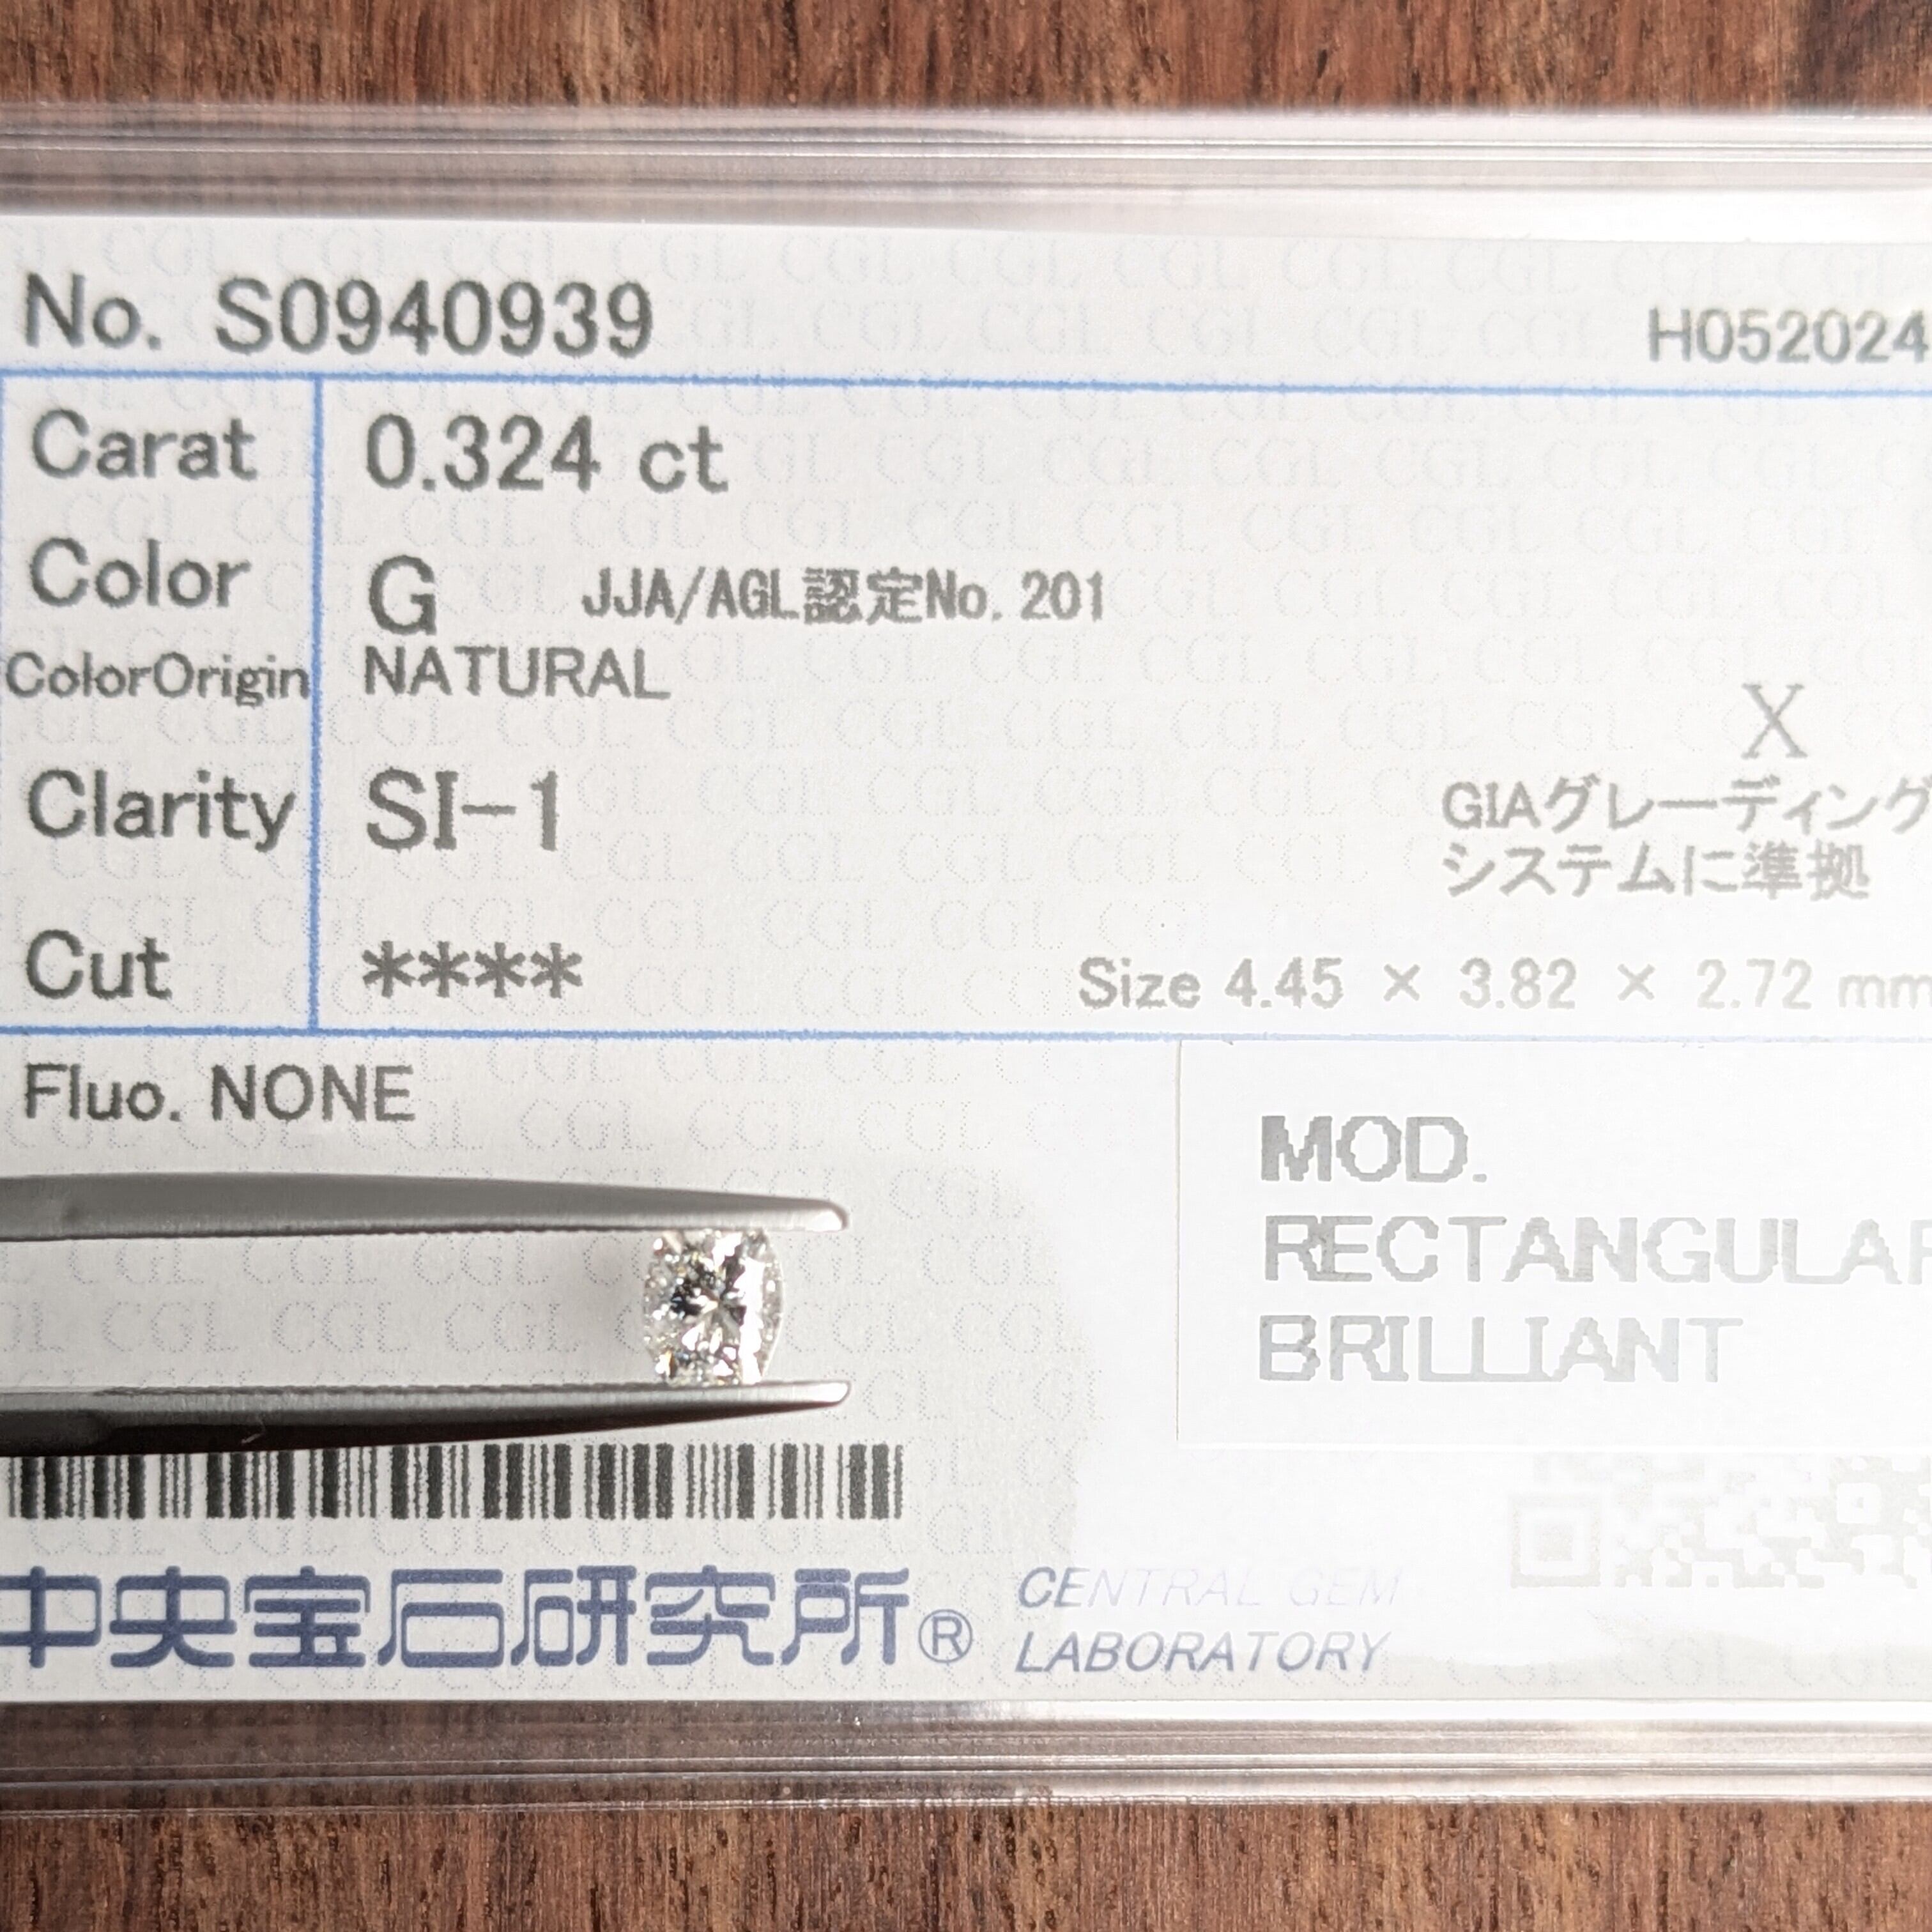 No. S0940939
H052024
Carat 0.324 ct
Color G JJA/AGL認定No. 201
ColorOrigin NATURAL
X
Clarity SI-1
GIAグレーディング
システムに準拠
Cut ****
Size 4.45 × 3.82 × 2.72 mm
Fluo. NONE
MOD.
RECTANGULAR
BRILLIANT
中央宝石研究所®
CENTRAL GEM
LABORATORY